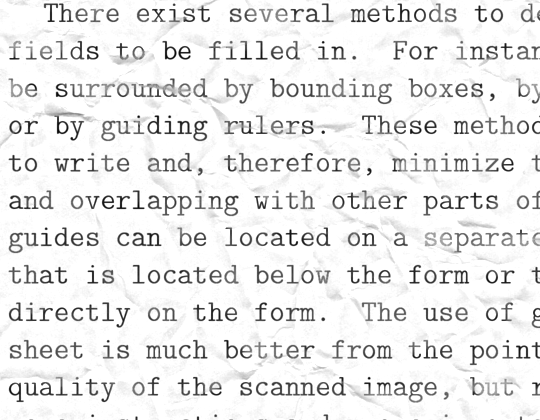 There exist several methods to de
fields to be filled in. For instan
be surrounded by bounding boxes, by
or by guiding rulers. These method
to write and, therefore, minimize t
and overlapping with other parts of
guides can be located on a separate
that is located below the form or t
directly on the form. The use of g
sheet is much better from the point
quality of the scanned image, but r